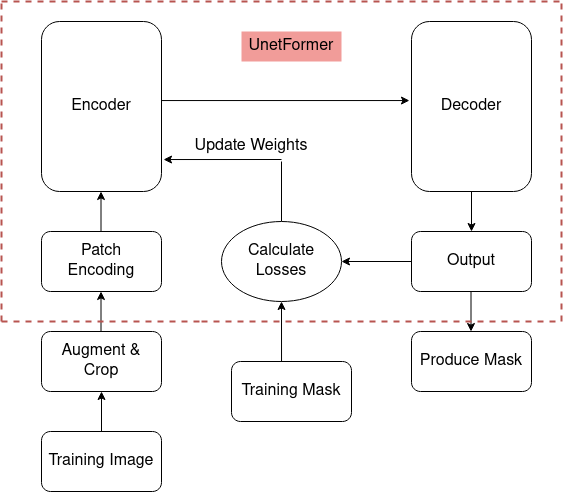 UnetFormer
Encoder
Decoder
Update Weights
Patch
Encoding
Calculate
Losses
Output
Augment &
Crop
Training Mask
Produce Mask
Training Image